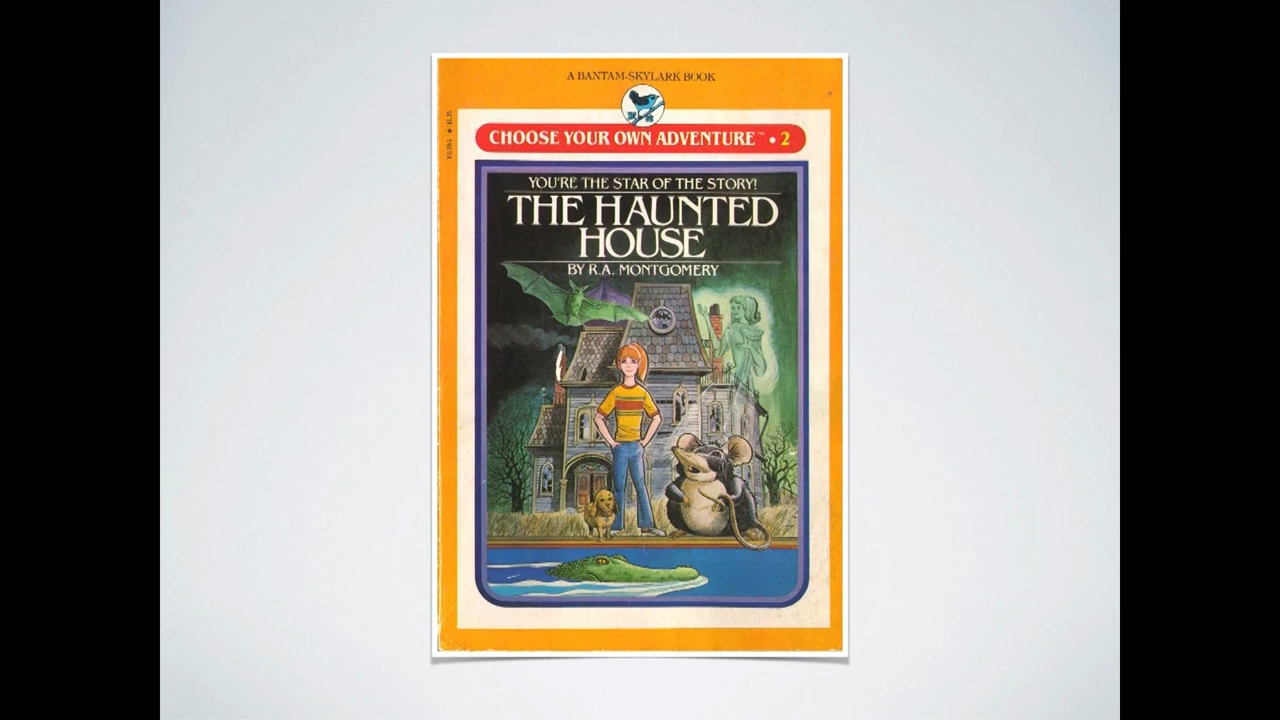 A BANTAM-SKYLARK BOOK
CHOOSE YOUR OWN ADVENTURE™ • 2
YOU'RE THE STAR OF THE STORY!
THE HAUNTED
HOUSE
BY R.A. MONTGOMERY